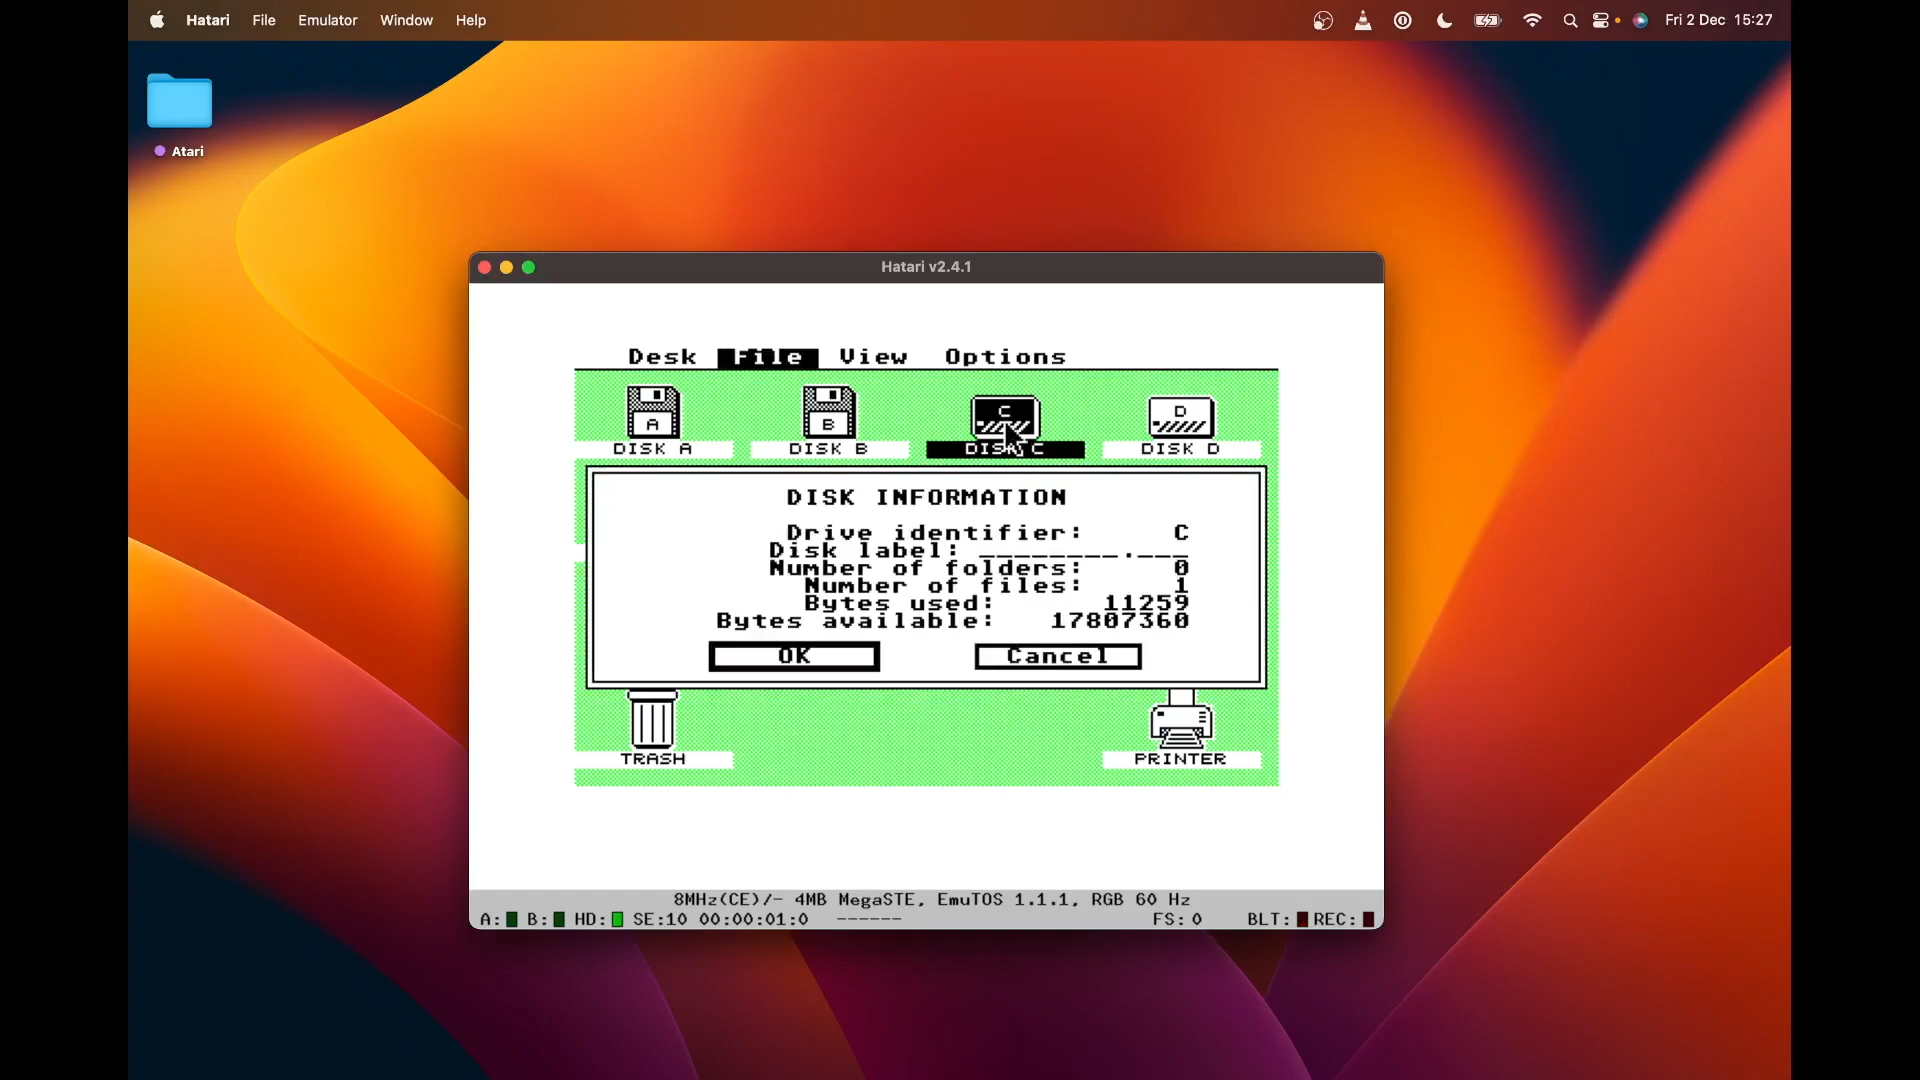 Hatari File Emulator Window Help Fri 2 Dec 15:27
Atari
Hatari v2.4.1
Desk File View Options
A B C D
DISK A DISK B DISK C DISK D
DISK INFORMATION
Drive identifier: C
Disk label: ________.___
Number of folders: 0
Number of files: 1
Bytes used: 11259
Bytes available: 17807360
OK Cancel
TRASH PRINTER
8MHz(CE)/- 4MB MegaSTE, EmuTOS 1.1.1, RGB 60 Hz
A: B: HD: SE:10 00:00:01:0 ------ FS:0 BLT: REC: